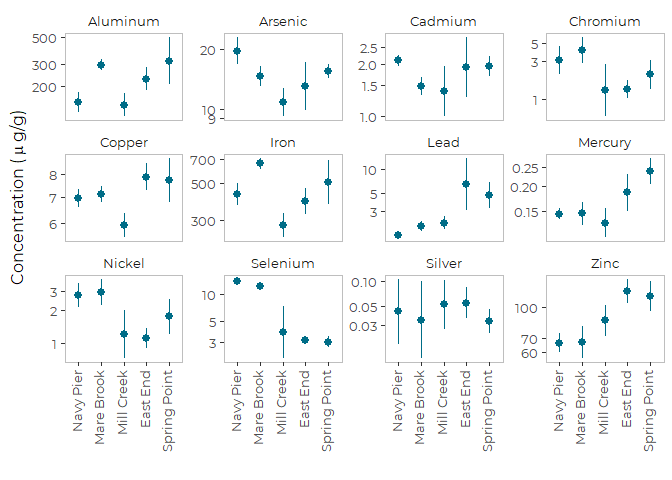 Concentration ( μ g/g)
Aluminum
Arsenic
Cadmium
Chromium
500
300
200
20
10
9
2.5
2.0
1.5
1.0
5
3
1
Copper
Iron
Lead
Mercury
8
7
6
700
500
300
10
5
3
0.25
0.20
0.15
Nickel
Selenium
Silver
Zinc
3
2
1
10
5
3
0.10
0.05
0.03
100
70
60
Navy Pier
Mare Brook
Mill Creek
East End
Spring Point
Navy Pier
Mare Brook
Mill Creek
East End
Spring Point
Navy Pier
Mare Brook
Mill Creek
East End
Spring Point
Navy Pier
Mare Brook
Mill Creek
East End
Spring Point